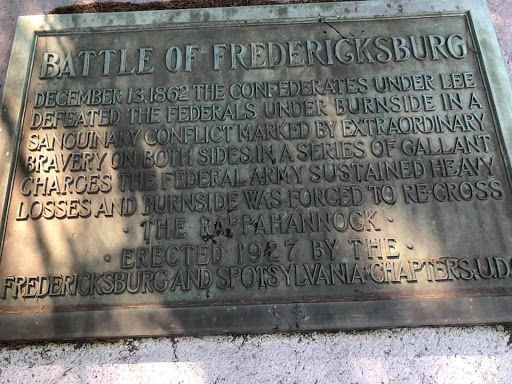 BATTLE OF FREDERICKSBURG
DECEMBER 13, 1862 THE CONFEDERATES UNDER LEE
DEFEATED THE FEDERALS UNDER BURNSIDE IN A
SANGUINARY CONFLICT MARKED BY EXTRAORDINARY
BRAVERY ON BOTH SIDES. IN A SERIES OF GALLANT
CHARGES THE FEDERAL ARMY SUSTAINED HEAVY
LOSSES AND BURNSIDE WAS FORCED TO RE-CROSS
· THE RAPPAHANNOCK ·
· ERECTED 1927 BY THE ·
FREDERICKSBURG AND SPOTSYLVANIA CHAPTERS, U.D.C